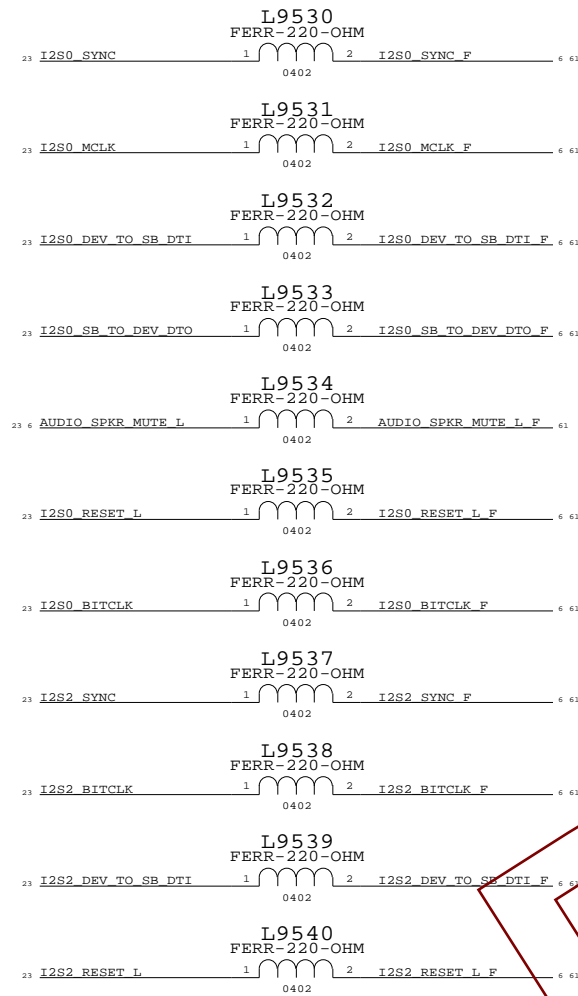 L9530
FERR-220-OHM
23 I2S0_SYNC 1 2 I2S0_SYNC_F 6 61
0402
L9531
FERR-220-OHM
23 I2S0_MCLK 1 2 I2S0_MCLK_F 6 61
0402
L9532
FERR-220-OHM
23 I2S0_DEV_TO_SB_DTI 1 2 I2S0_DEV_TO_SB_DTI_F 6 61
0402
L9533
FERR-220-OHM
23 I2S0_SB_TO_DEV_DTO 1 2 I2S0_SB_TO_DEV_DTO_F 6 61
0402
L9534
FERR-220-OHM
23 6 AUDIO_SPKR_MUTE_L 1 2 AUDIO_SPKR_MUTE_L_F 61
0402
L9535
FERR-220-OHM
23 I2S0_RESET_L 1 2 I2S0_RESET_L_F 6 61
0402
L9536
FERR-220-OHM
23 I2S0_BITCLK 1 2 I2S0_BITCLK_F 6 61
0402
L9537
FERR-220-OHM
23 I2S2_SYNC 1 2 I2S2_SYNC_F 6 61
0402
L9538
FERR-220-OHM
23 I2S2_BITCLK 1 2 I2S2_BITCLK_F 6 61
0402
L9539
FERR-220-OHM
23 I2S2_DEV_TO_SB_DTI 1 2 I2S2_DEV_TO_SB_DTI_F 6 61
0402
L9540
FERR-220-OHM
23 I2S2_RESET_L 1 2 I2S2_RESET_L_F 6 61
0402